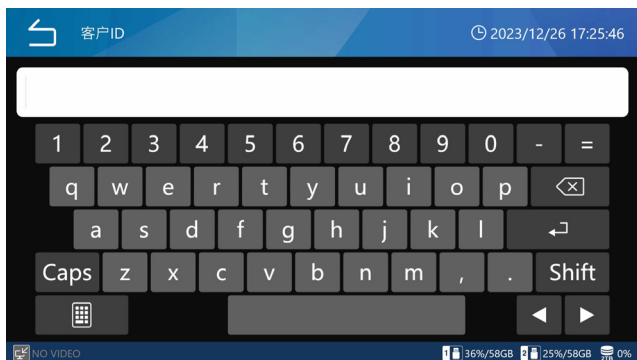 客户ID 2023/12/26 17:25:46
1 2 3 4 5 6 7 8 9 0 - =
q w e r t y u i o p
a s d f g h j k l
Caps z x c v b n m , . Shift
NO VIDEO 1 36%/58GB 2 25%/58GB 2TB 0%